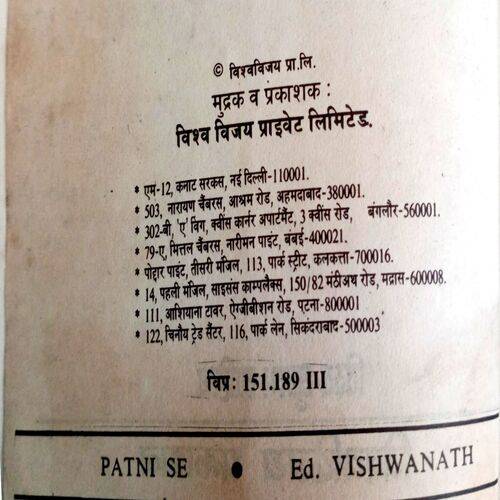 © विश्वविजय प्रा.लि.
मुद्रक व प्रकाशक :
विश्व विजय प्राइवेट लिमिटेड.
* एम-12, कनाट सरकस, नई दिल्ली-110001.
* 503, नारायण चैंबरस, आश्रम रोड, अहमदाबाद-380001.
* 302-बी, 'ए' विंग, क्वींस कार्नर अपार्टमैंट, 3 क्वींस रोड, बंगलौर-560001.
* 79-ए, मित्तल चैंबरस, नारीमन पाइंट, बंबई-400021.
* पोद्दार पाइंट, तीसरी मंजिल, 113, पार्क स्ट्रीट, कलकत्ता-700016.
* 14, पहली मंजिल, साइसंस काम्पलैक्स, 150/82 मंटीअथ रोड, मद्रास-600008.
* 111, आशियाना टावर, ऐग्जीबीशन रोड, पटना-800001
* 122, चिनौय ट्रेड सैंटर, 116, पार्क लेन, सिकंदराबाद-500003
विप्र: 151.189 III
PATNI SE ● Ed. VISHWANATH